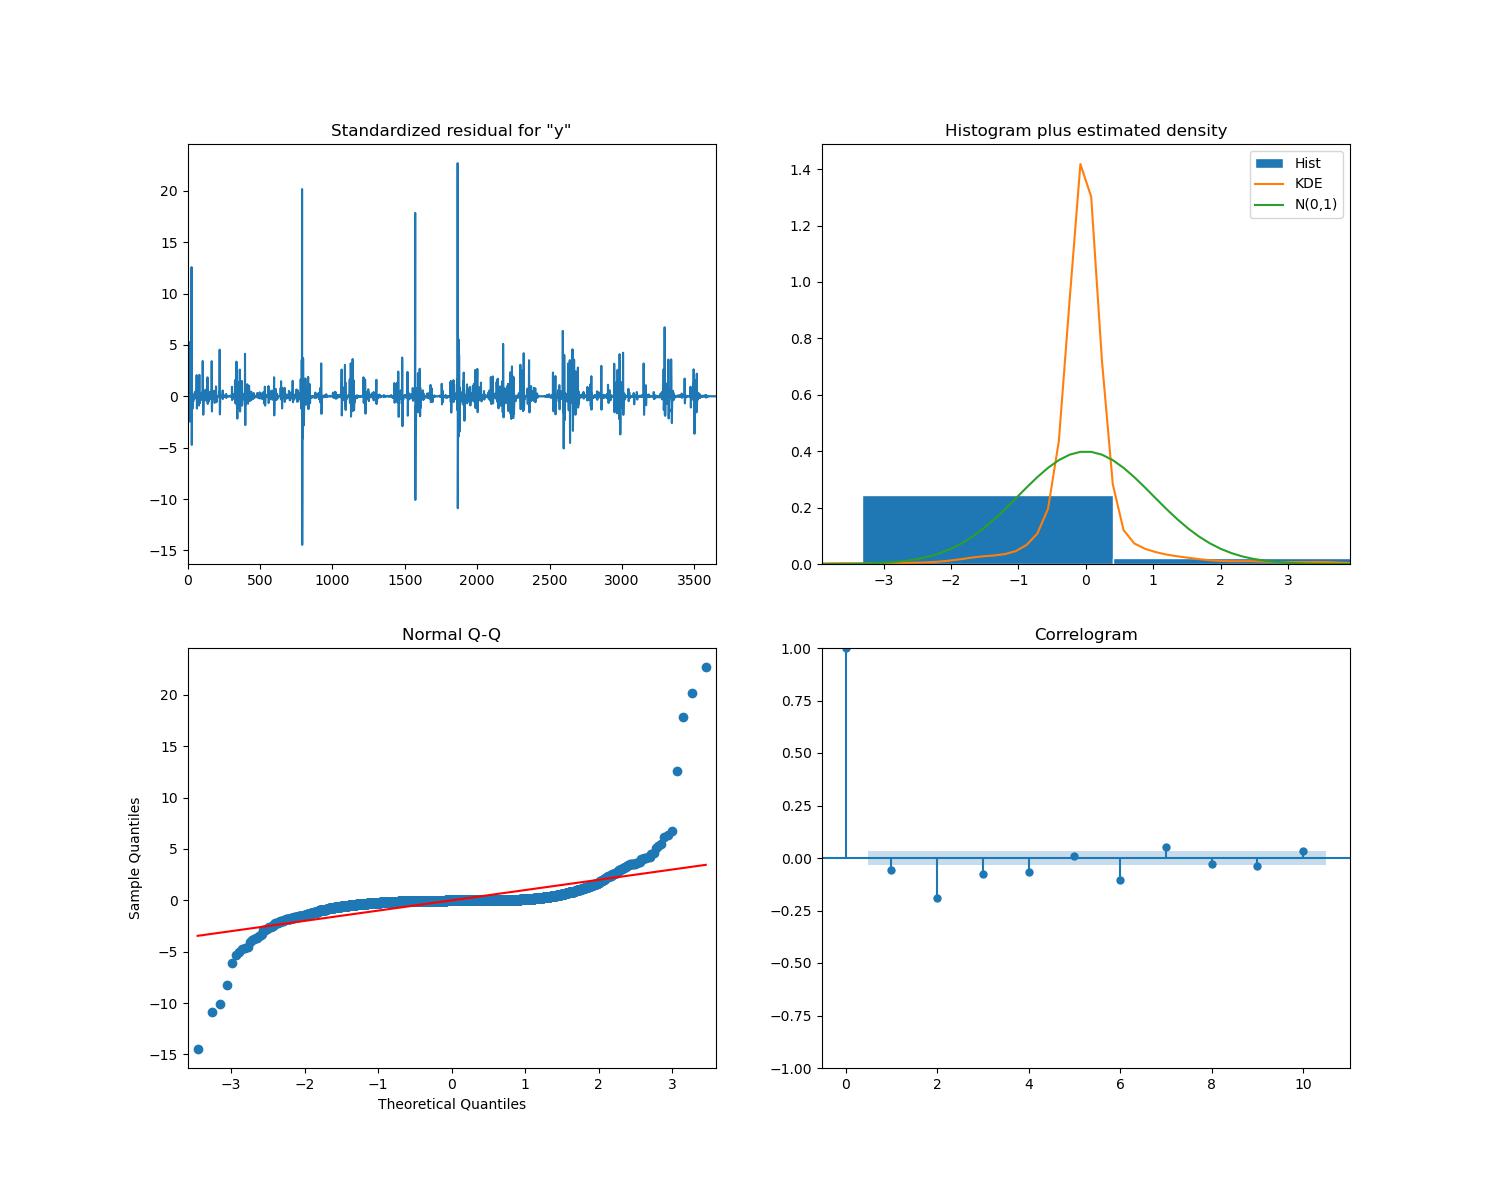 Standardized residual for "y"
20
15
10
5
0
−5
−10
−15
0 500 1000 1500 2000 2500 3000 3500
Histogram plus estimated density
Hist
KDE
N(0,1)
1.4
1.2
1.0
0.8
0.6
0.4
0.2
0.0
−3 −2 −1 0 1 2 3
Normal Q-Q
Sample Quantiles
20
15
10
5
0
−5
−10
−15
−3 −2 −1 0 1 2 3
Theoretical Quantiles
Correlogram
1.00
0.75
0.50
0.25
0.00
−0.25
−0.50
−0.75
−1.00
0 2 4 6 8 10